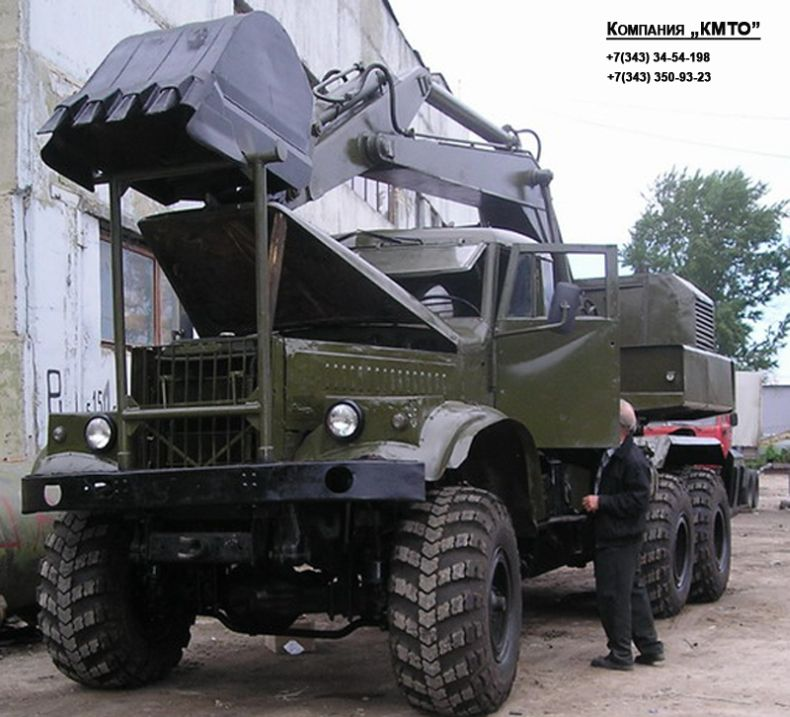 Компания „КМТО”
+7(343) 34-54-198
+7(343) 350-93-23
Р